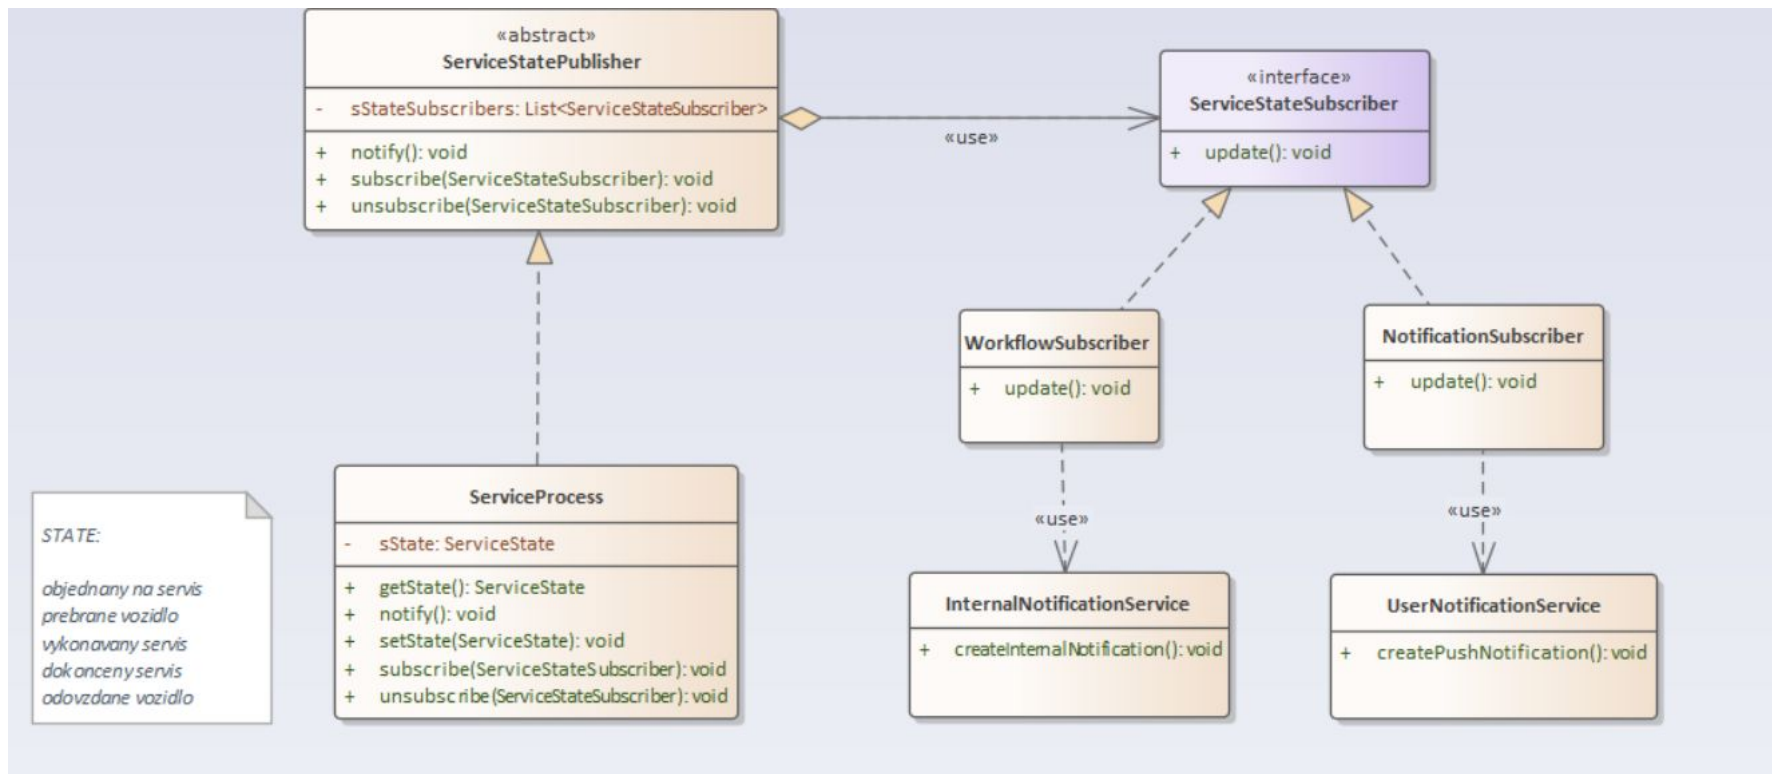 «abstract»
ServiceStatePublisher
- sStateSubscribers: List<ServiceStateSubscriber>
+ notify(): void
+ subscribe(ServiceStateSubscriber): void
+ unsubscribe(ServiceStateSubscriber): void
«use»
«interface»
ServiceStateSubscriber
+ update(): void
WorkflowSubscriber
+ update(): void
NotificationSubscriber
+ update(): void
STATE:
objednany na servis
prebrane vozidlo
vykonavany servis
dokonceny servis
odovzdane vozidlo
ServiceProcess
- sState: ServiceState
+ getState(): ServiceState
+ notify(): void
+ setState(ServiceState): void
+ subscribe(ServiceStateSubscriber): void
+ unsubscribe(ServiceStateSubscriber): void
«use»
«use»
InternalNotificationService
+ createInternalNotification(): void
UserNotificationService
+ createPushNotification(): void